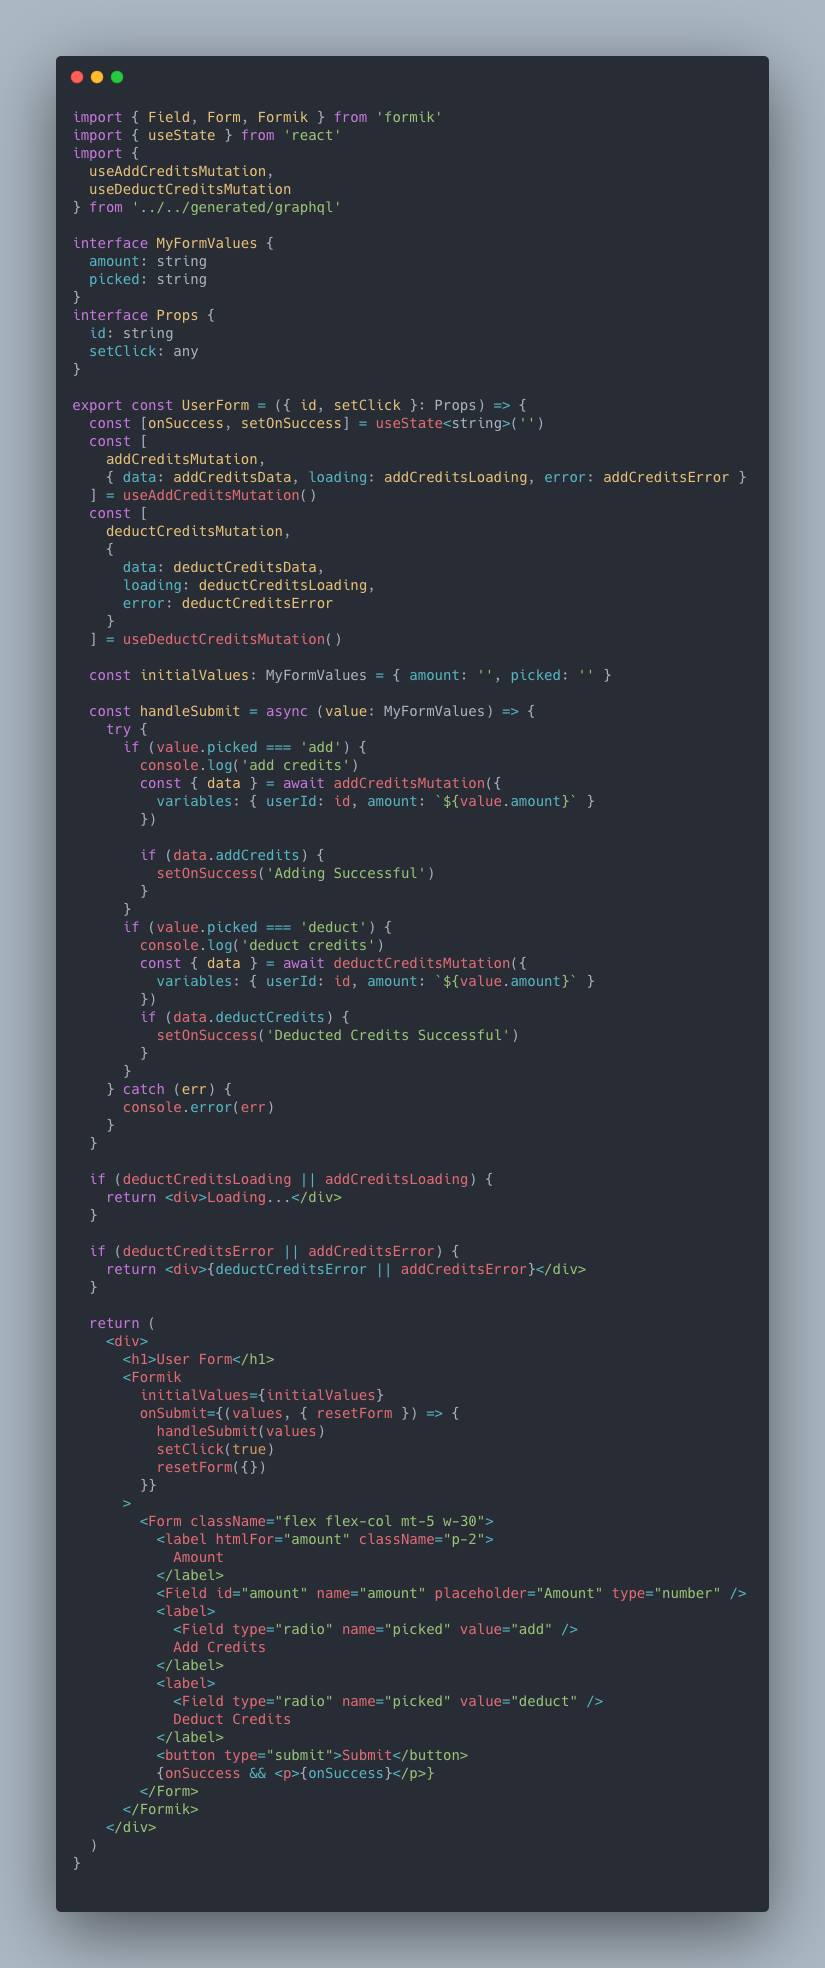 import { Field, Form, Formik } from 'formik'
import { useState } from 'react'
import {
  useAddCreditsMutation,
  useDeductCreditsMutation
} from '../../generated/graphql'

interface MyFormValues {
  amount: string
  picked: string
}
interface Props {
  id: string
  setClick: any
}

export const UserForm = ({ id, setClick }: Props) => {
  const [onSuccess, setOnSuccess] = useState<string>('')
  const [
    addCreditsMutation,
    { data: addCreditsData, loading: addCreditsLoading, error: addCreditsError }
  ] = useAddCreditsMutation()
  const [
    deductCreditsMutation,
    {
      data: deductCreditsData,
      loading: deductCreditsLoading,
      error: deductCreditsError
    }
  ] = useDeductCreditsMutation()

  const initialValues: MyFormValues = { amount: '', picked: '' }

  const handleSubmit = async (value: MyFormValues) => {
    try {
      if (value.picked === 'add') {
        console.log('add credits')
        const { data } = await addCreditsMutation({
          variables: { userId: id, amount: `${value.amount}` }
        })

        if (data.addCredits) {
          setOnSuccess('Adding Successful')
        }
      }
      if (value.picked === 'deduct') {
        console.log('deduct credits')
        const { data } = await deductCreditsMutation({
          variables: { userId: id, amount: `${value.amount}` }
        })
        if (data.deductCredits) {
          setOnSuccess('Deducted Credits Successful')
        }
      }
    } catch (err) {
      console.error(err)
    }
  }

  if (deductCreditsLoading || addCreditsLoading) {
    return <div>Loading...</div>
  }

  if (deductCreditsError || addCreditsError) {
    return <div>{deductCreditsError || addCreditsError}</div>
  }

  return (
    <div>
      <h1>User Form</h1>
      <Formik
        initialValues={initialValues}
        onSubmit={(values, { resetForm }) => {
          handleSubmit(values)
          setClick(true)
          resetForm({})
        }}
      >
        <Form className="flex flex-col mt-5 w-30">
          <label htmlFor="amount" className="p-2">
            Amount
          </label>
          <Field id="amount" name="amount" placeholder="Amount" type="number" />
          <label>
            <Field type="radio" name="picked" value="add" />
            Add Credits
          </label>
          <label>
            <Field type="radio" name="picked" value="deduct" />
            Deduct Credits
          </label>
          <button type="submit">Submit</button>
          {onSuccess && <p>{onSuccess}</p>}
        </Form>
      </Formik>
    </div>
  )
}